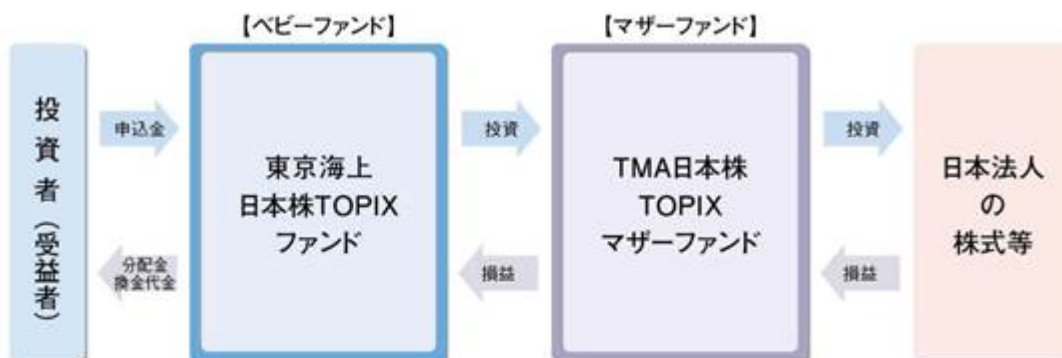 【ベビーファンド】
【マザーファンド】
投資者(受益者)
申込金
分配金
換金代金
東京海上
日本株TOPIX
ファンド
投資
損益
TMA日本株
TOPIX
マザーファンド
投資
損益
日本法人
の
株式等